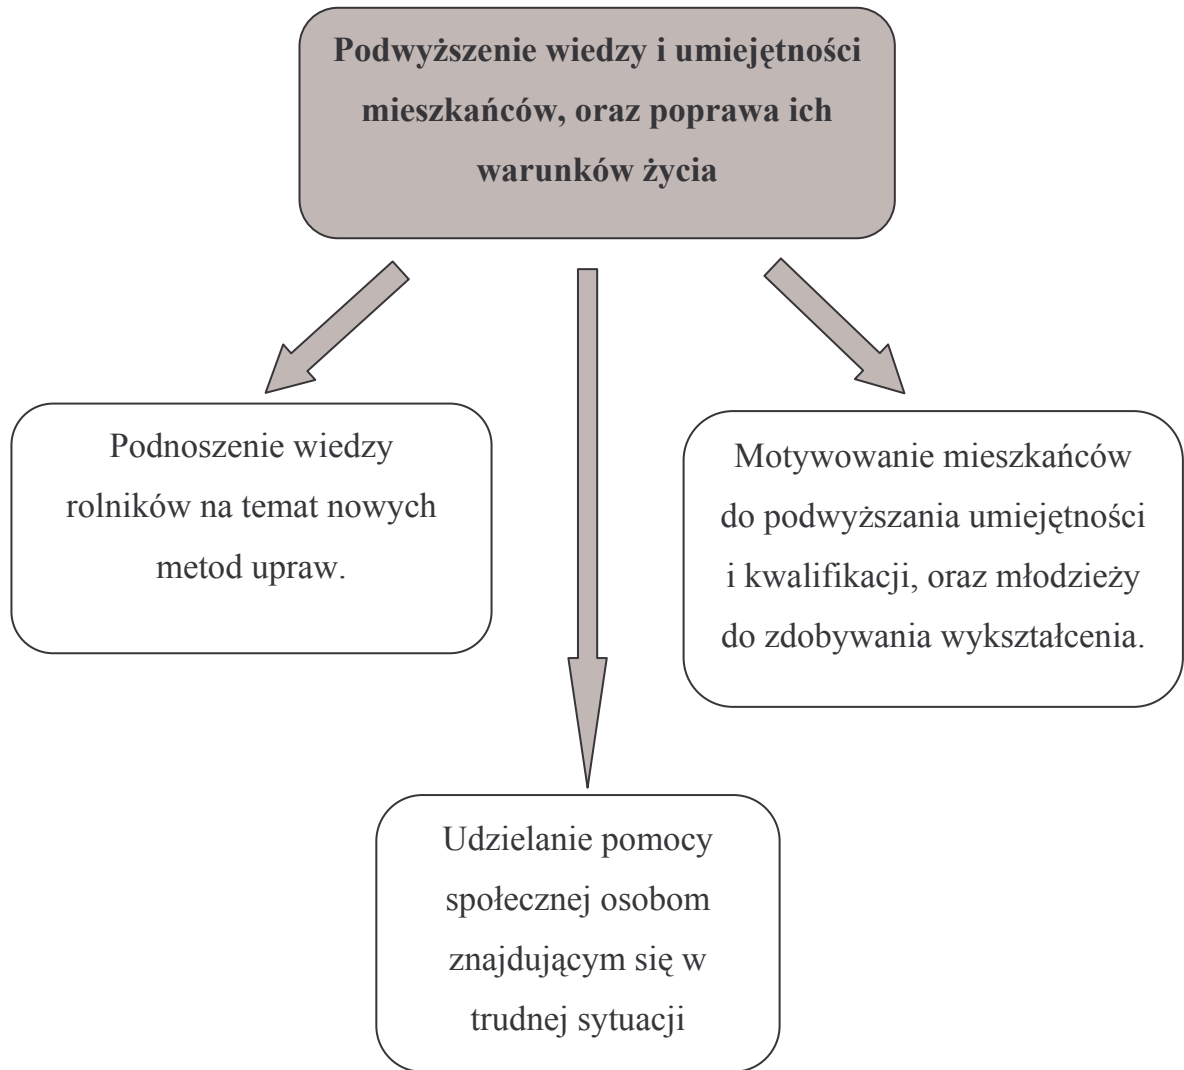 Podwyższenie wiedzy i umiejętności
mieszkańców, oraz poprawa ich
warunków życia
Podnoszenie wiedzy
rolników na temat nowych
metod upraw.
Motywowanie mieszkańców
do podwyższania umiejętności
i kwalifikacji, oraz młodzieży
do zdobywania wykształcenia.
Udzielanie pomocy
społecznej osobom
znajdującym się w
trudnej sytuacji